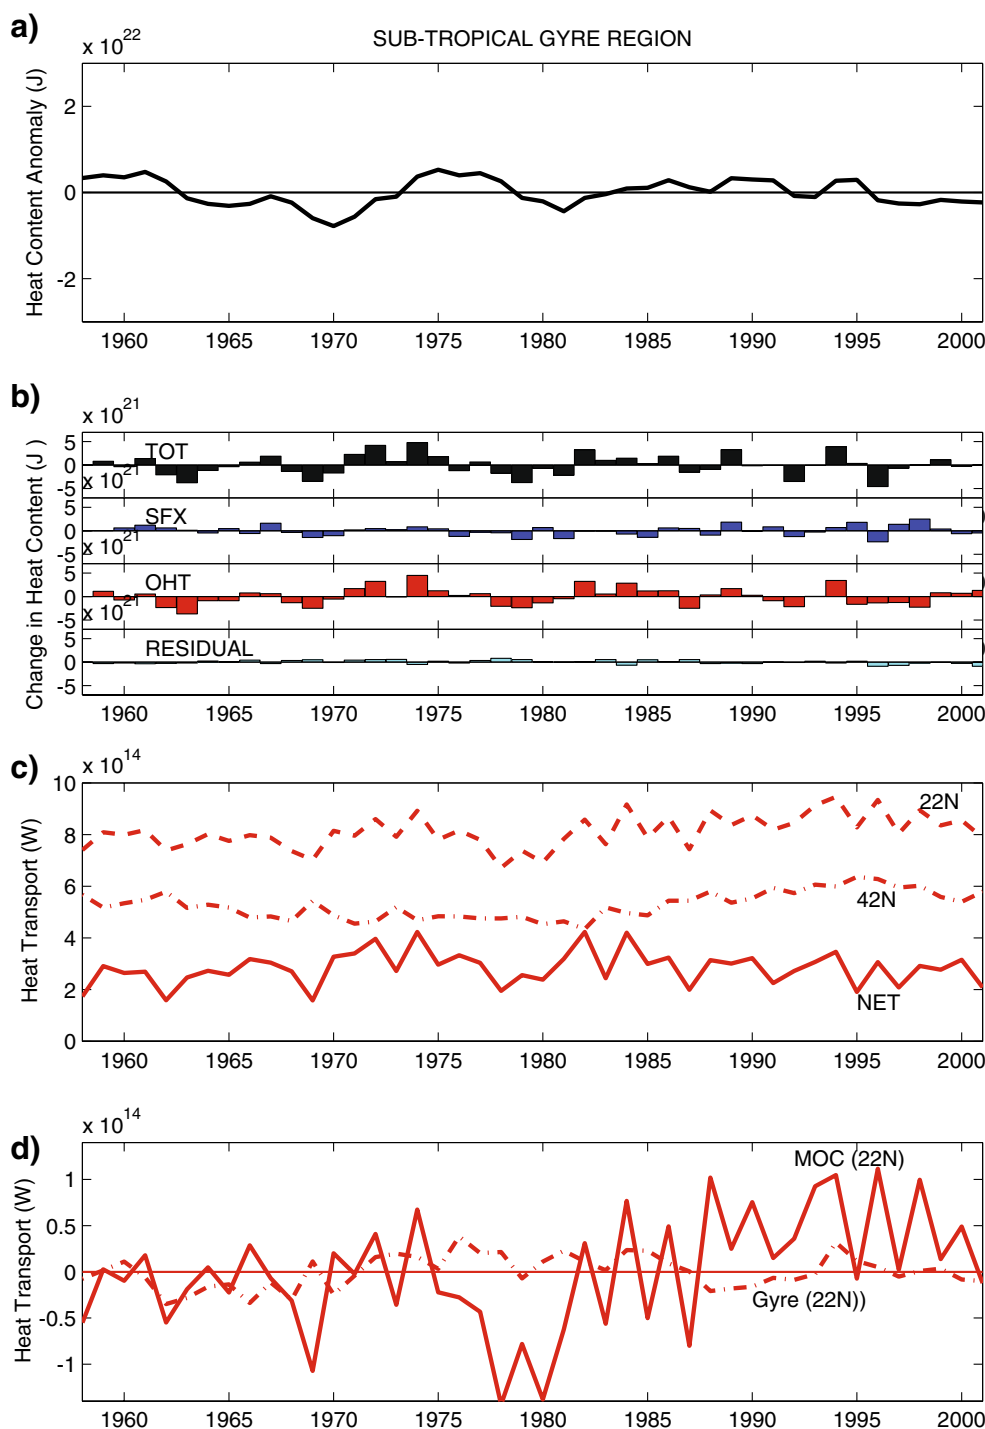 a)
x 10^22
SUB-TROPICAL GYRE REGION
Heat Content Anomaly (J)
2
0
-2
1960 1965 1970 1975 1980 1985 1990 1995 2000
b)
x 10^21
Change in Heat Content (J )
5
0
-5
TOT
x 10^21
5
0
-5
SFX
x 10^21
5
0
-5
OHT
x 10^21
5
0
-5
RESIDUAL
1960 1965 1970 1975 1980 1985 1990 1995 2000
c)
x 10^14
Heat Transport (W)
10
8
6
4
2
0
22N
42N
NET
1960 1965 1970 1975 1980 1985 1990 1995 2000
d)
x 10^14
Heat Transport (W)
1
0.5
0
-0.5
-1
MOC (22N)
Gyre (22N))
1960 1965 1970 1975 1980 1985 1990 1995 2000